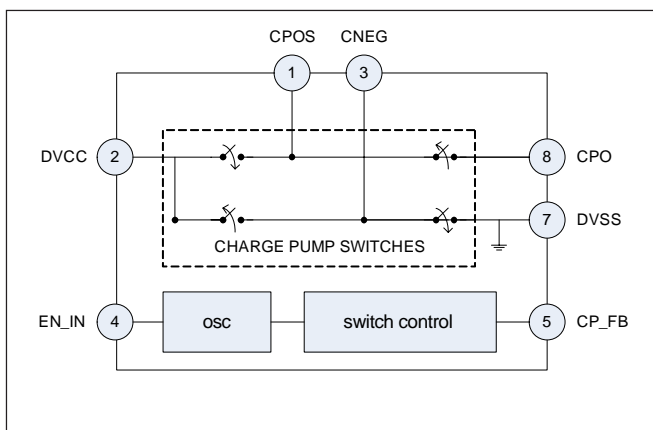 CPOS CNEG
1 3
DVCC 2 8 CPO
7 DVSS
CHARGE PUMP SWITCHES
EN_IN 4 osc switch control 5 CP_FB